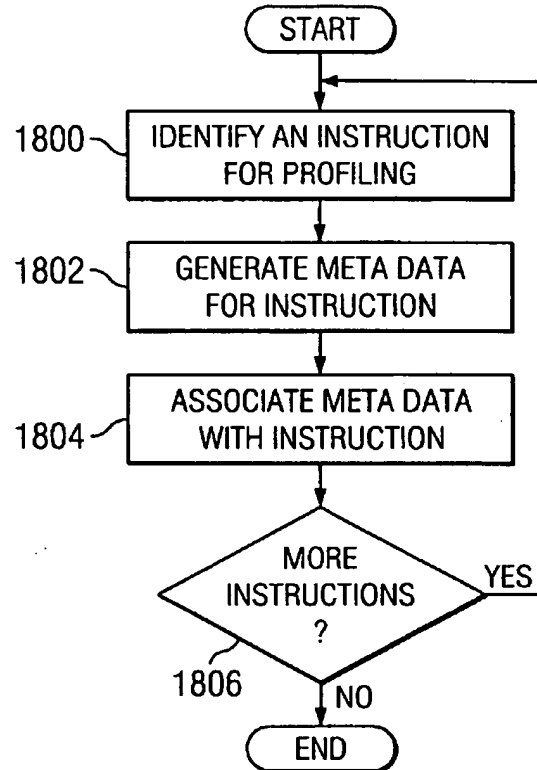 START
1800
IDENTIFY AN INSTRUCTION
FOR PROFILING
1802
GENERATE META DATA
FOR INSTRUCTION
1804
ASSOCIATE META DATA
WITH INSTRUCTION
MORE
INSTRUCTIONS
?
YES
1806
NO
END